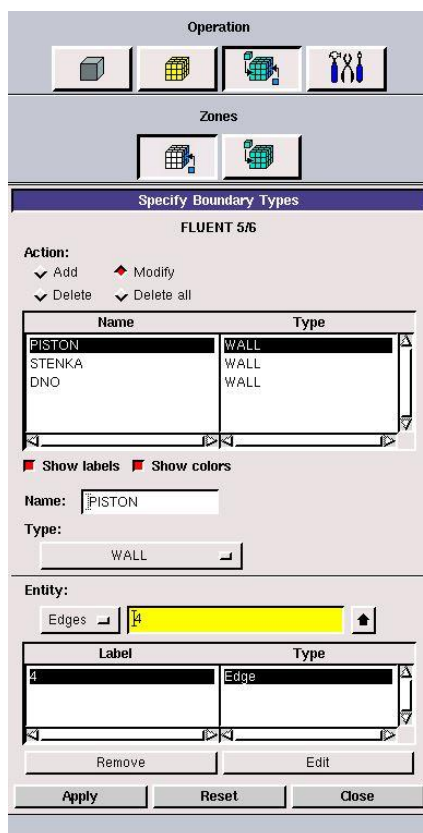 Operation
Zones
Specify Boundary Types
FLUENT 5/6
Action:
Add Modify
Delete Delete all
Name Type
PISTON WALL
STENKA WALL
DNO WALL
Show labels Show colors
Name: PISTON
Type:
WALL
Entity:
Edges 4
Label Type
4 Edge
Remove Edit
Apply Reset Close